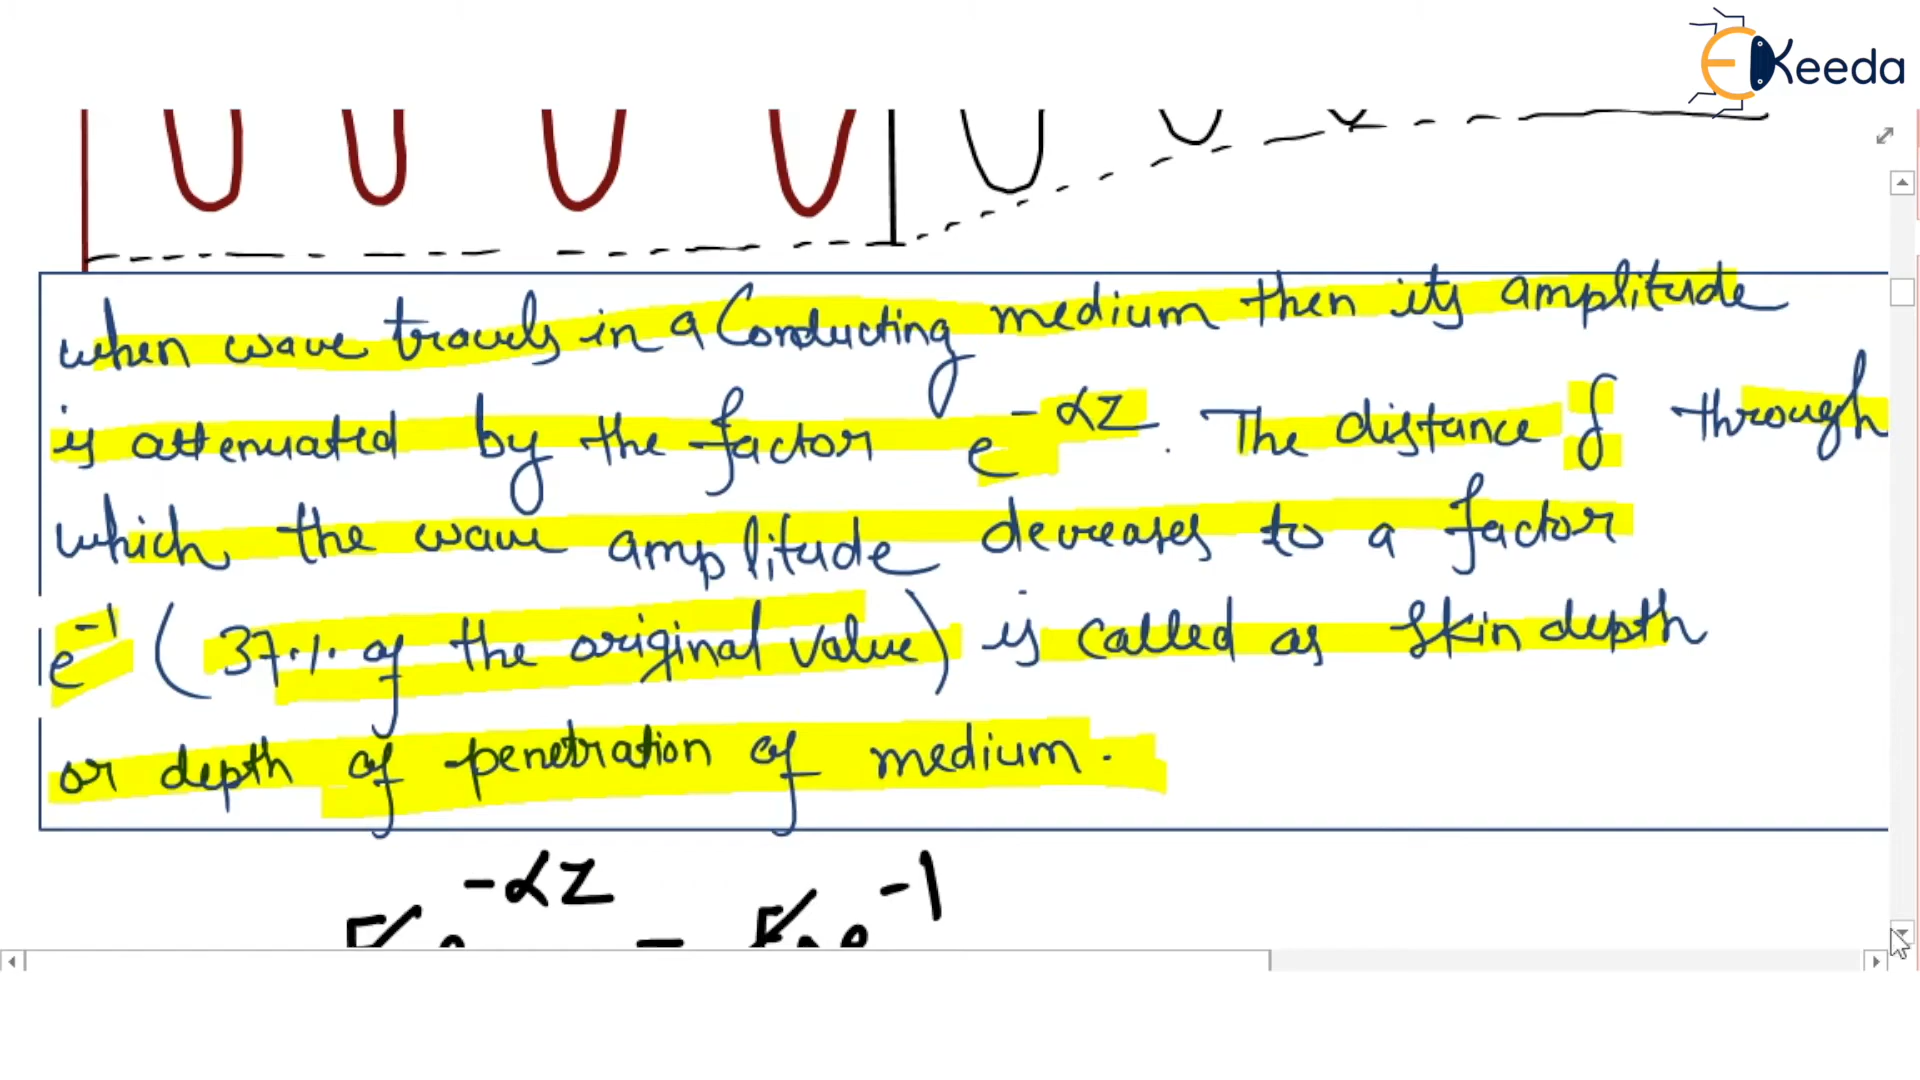 EKeeda
when wave travels in a Conducting medium then its amplitude
is attenuated by the factor e^-αz. The distance δ through
which the wave amplitude decreases to a factor
e^-1 (37% of the original value) is called as skin depth
or depth of penetration of medium.
-αz = -1